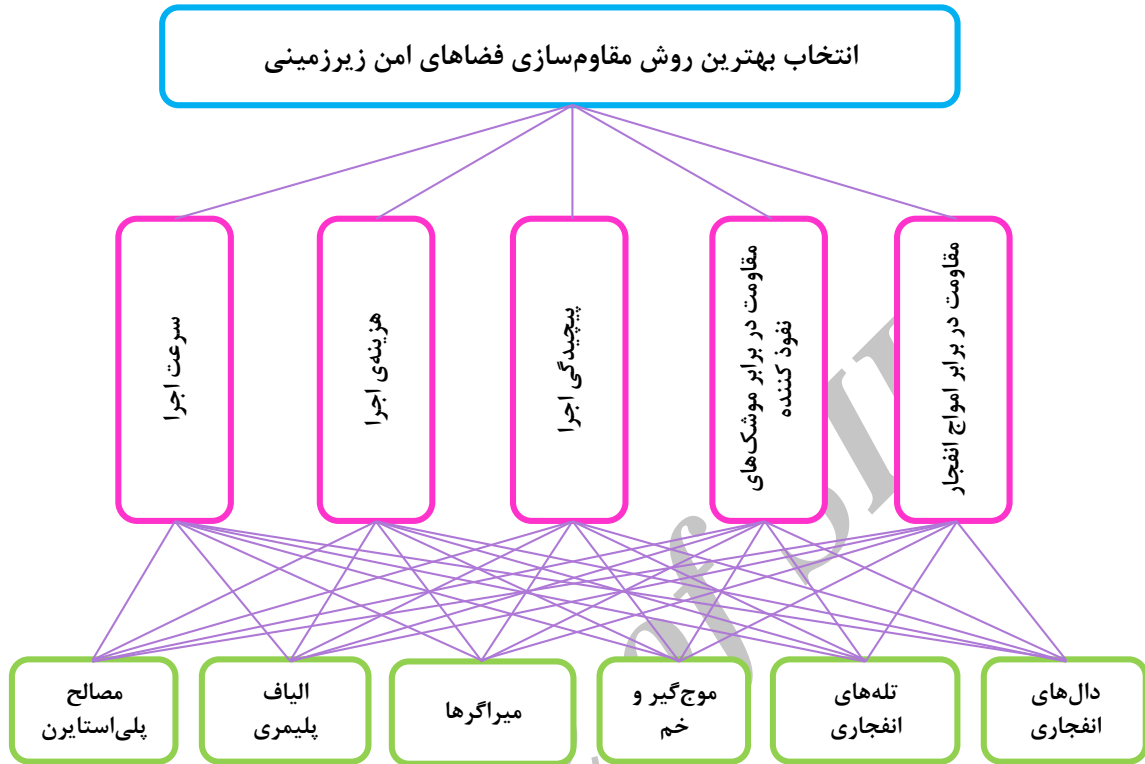 انتخاب بهترین روش مقاوم‌سازی فضاهای امن زیرزمینی
مقاومت در برابر امواج انفجار
مقاومت در برابر موشک‌های
نفوذ کننده
پیچیدگی اجرا
هزینه‌ی اجرا
سرعت اجرا
دال‌های
انفجاری
تله‌های
انفجاری
موج‌گیر و
خم
میراگرها
الیاف
پلیمری
مصالح
پلی‌استایرن
of